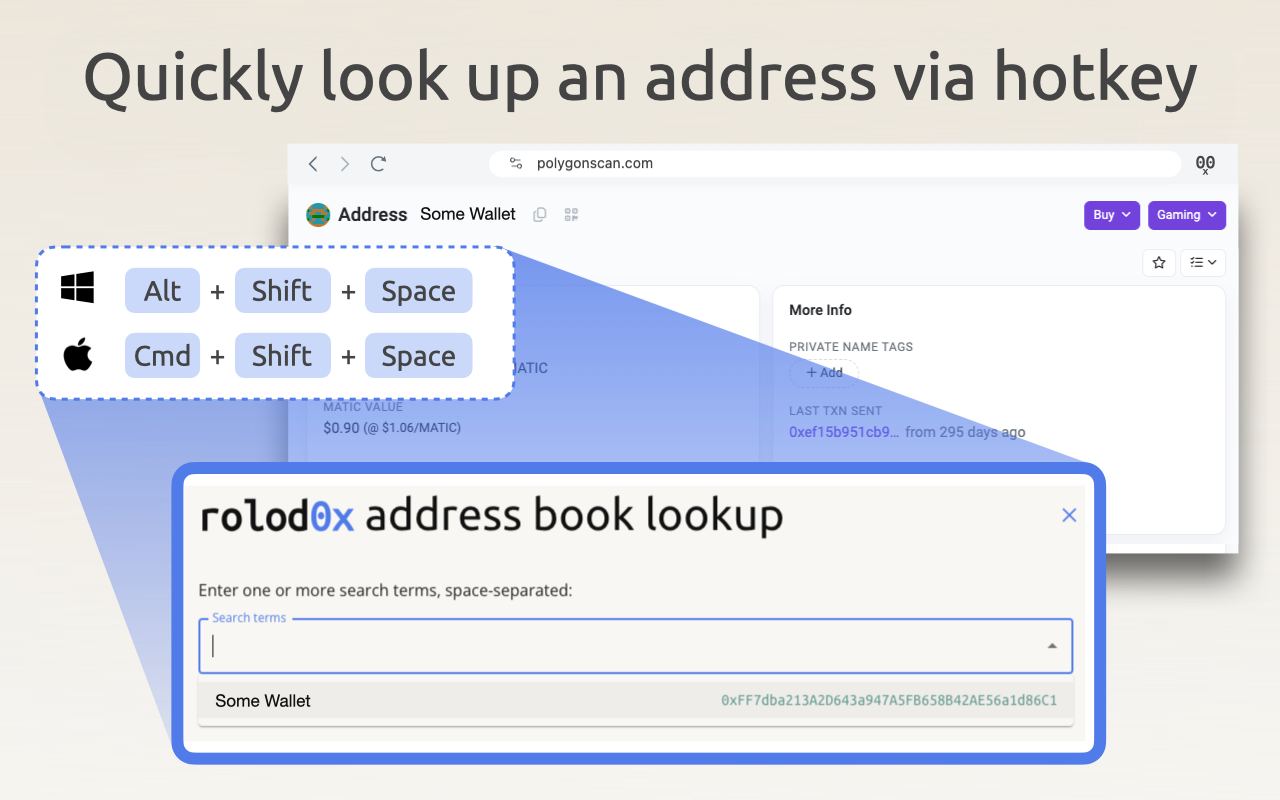 Quickly look up an address via hotkey
polygonscan.com
00
x
Address Some Wallet
Buy
Gaming
Alt + Shift + Space
Cmd + Shift + Space
More Info
PRIVATE NAME TAGS
+ Add
ATIC
MATIC VALUE
$0.90 (@ $1.06/MATIC)
LAST TXN SENT
0xef15b951cb9... from 295 days ago
rolod0x address book lookup
Enter one or more search terms, space-separated:
Search terms
Some Wallet 0xFF7dba213A2D643a947A5FB658B42AE56a1d86C1